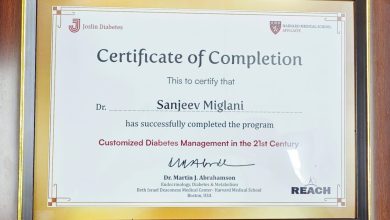 Joslin Diabetes
HARVARD MEDICAL SCHOOL
AFFILIATE
Certificate of Completion
This to certify that
Dr. Sanjeev Miglani
has successfully completed the program
Customized Diabetes Management in the 21st Century
Dr. Martin J. Abrahamson
Endocrinology, Diabetes & Metabolism
Beth Israel Deaconess Medical Center- Harvard Medical School
Boston, USA
REACH